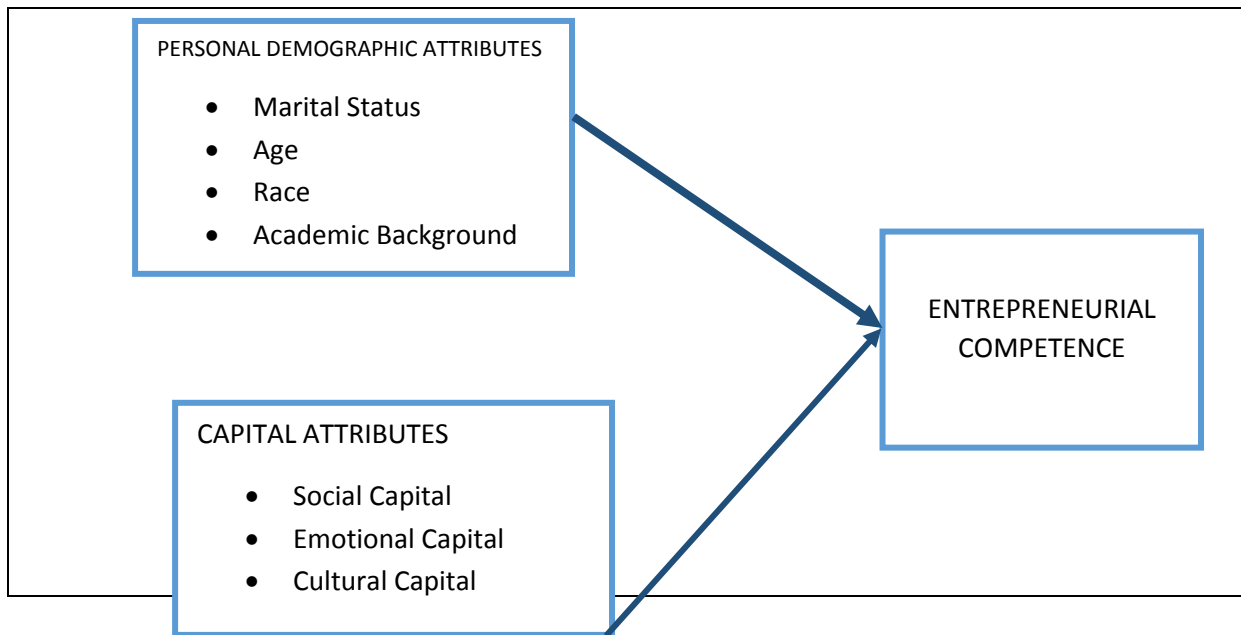 PERSONAL DEMOGRAPHIC ATTRIBUTES
• Marital Status
• Age
• Race
• Academic Background
ENTREPRENEURIAL
COMPETENCE
CAPITAL ATTRIBUTES
• Social Capital
• Emotional Capital
• Cultural Capital